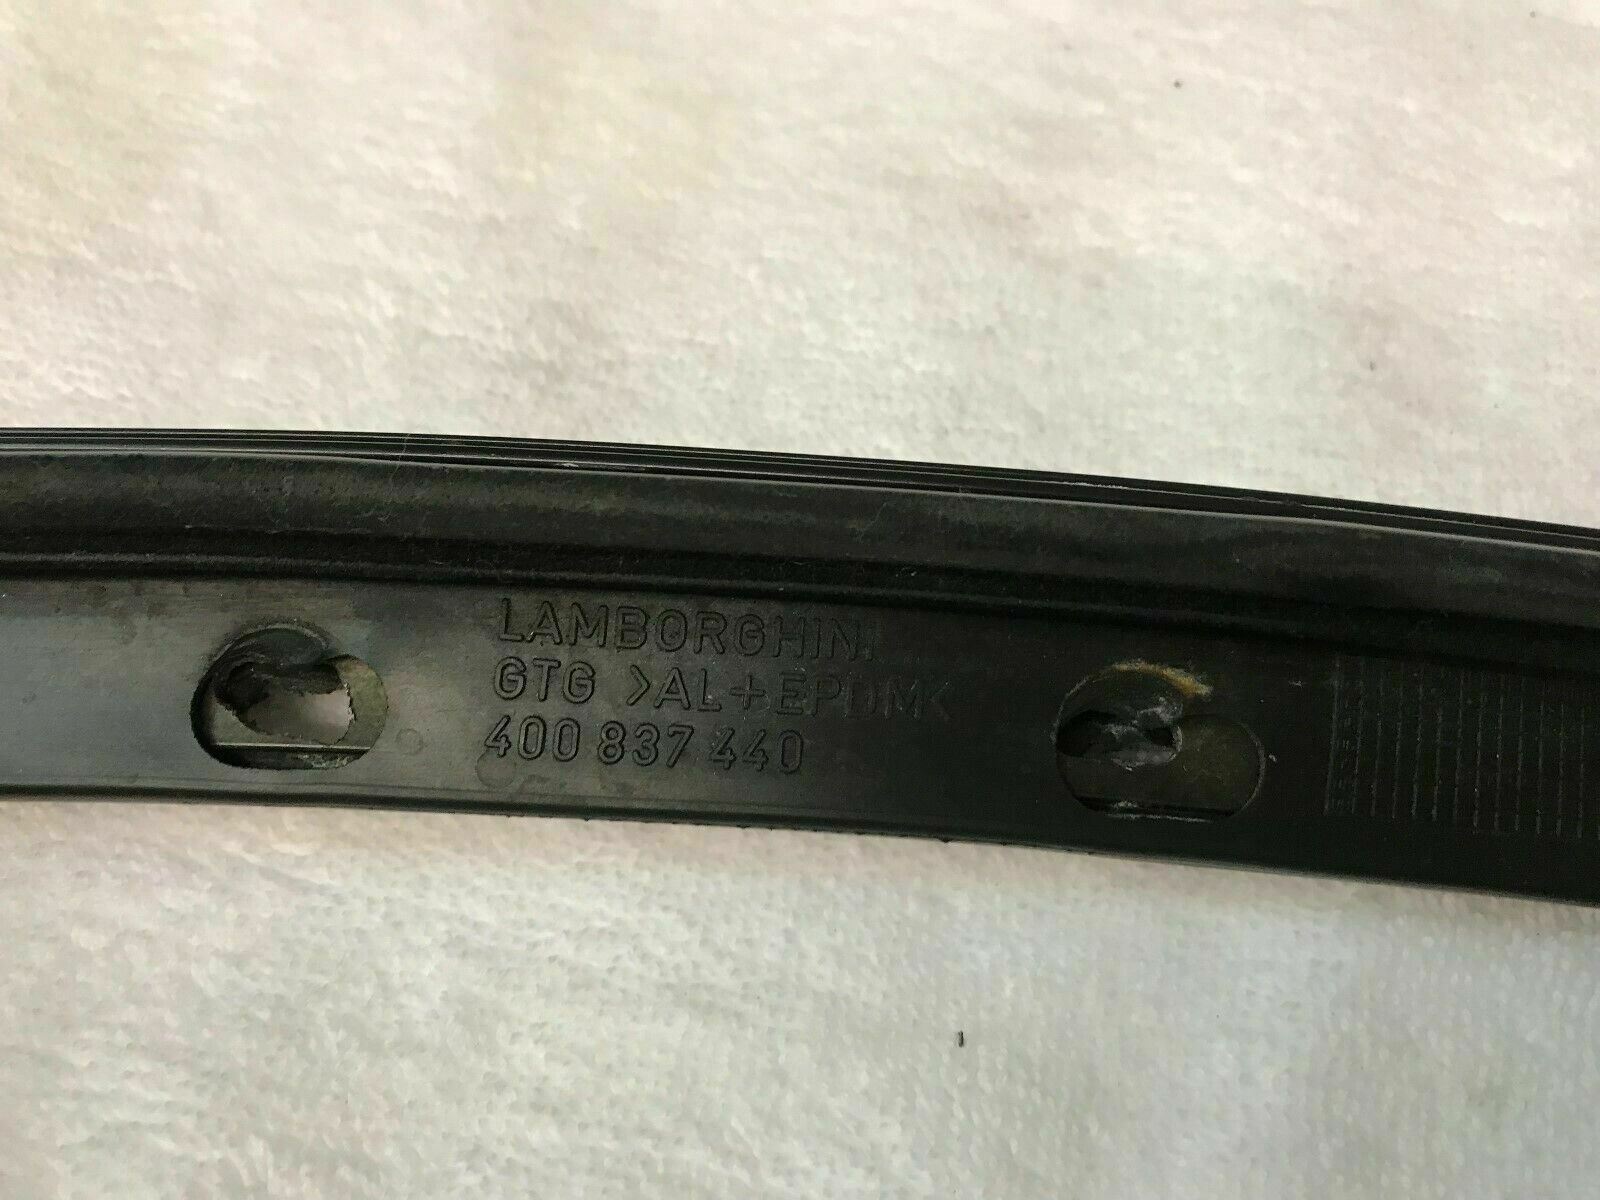 LAMBORGHINI
GTG >AL+EPDM<
400 837 440